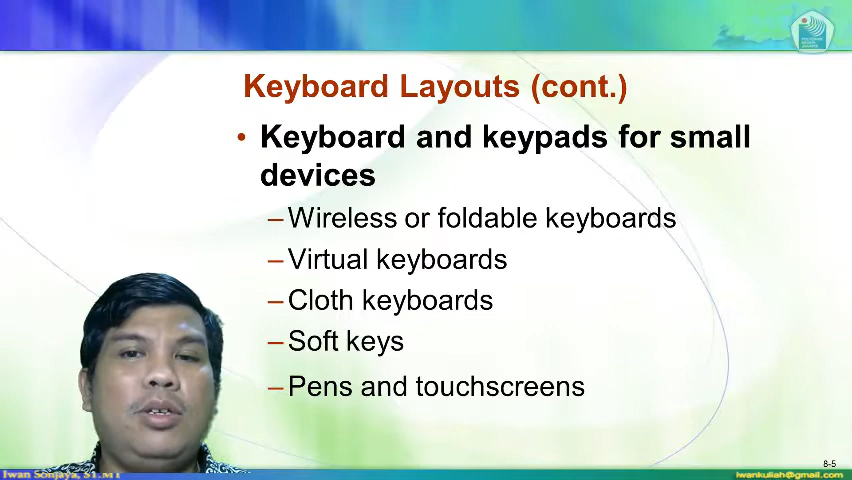 Keyboard Layouts (cont.)
• Keyboard and keypads for small
devices
–Wireless or foldable keyboards
–Virtual keyboards
–Cloth keyboards
–Soft keys
–Pens and touchscreens
8-5
Iwan Sonjaya, ST.MT
iwankuliah@gmail.com